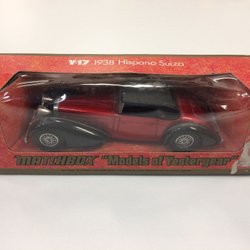 Y-17 1938 Hispano Suiza
MATCHBOX "Models of Yesteryear"